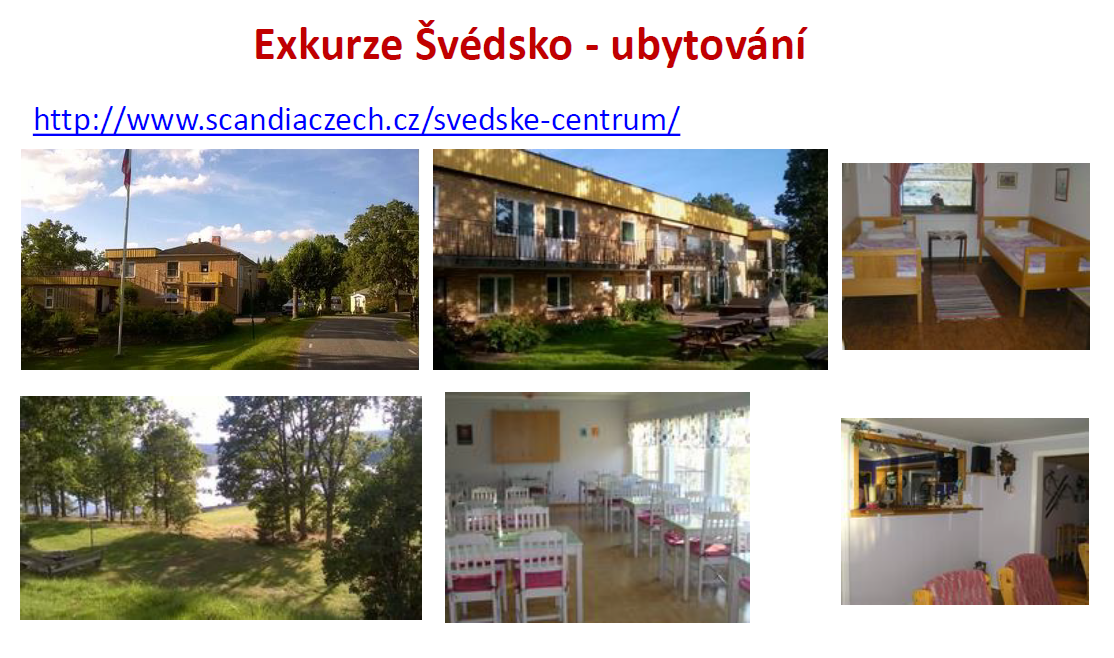 Exkurze Švédsko - ubytování
http://www.scandiaczech.cz/svedske-centrum/